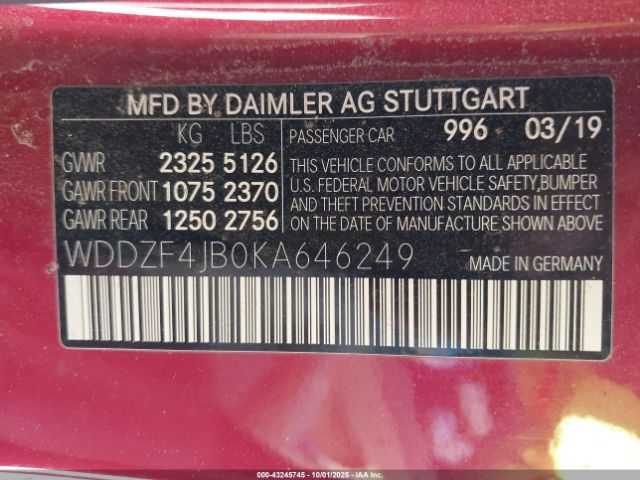 MFD BY DAIMLER AG STUTTGART
KG LBS PASSENGER CAR 996 03/19
GVWR 2325 5126 THIS VEHICLE CONFORMS TO ALL APPLICABLE
GAWR FRONT 1075 2370 U.S. FEDERAL MOTOR VEHICLE SAFETY,BUMPER
GAWR REAR 1250 2756 AND THEFT PREVENTION STANDARDS IN EFFECT
ON THE DATE OF MANUFACTURE SHOWN ABOVE
WDDZF4JB0KA646249 MADE IN GERMANY
000-43245745 10/01/2025 IAA Inc.